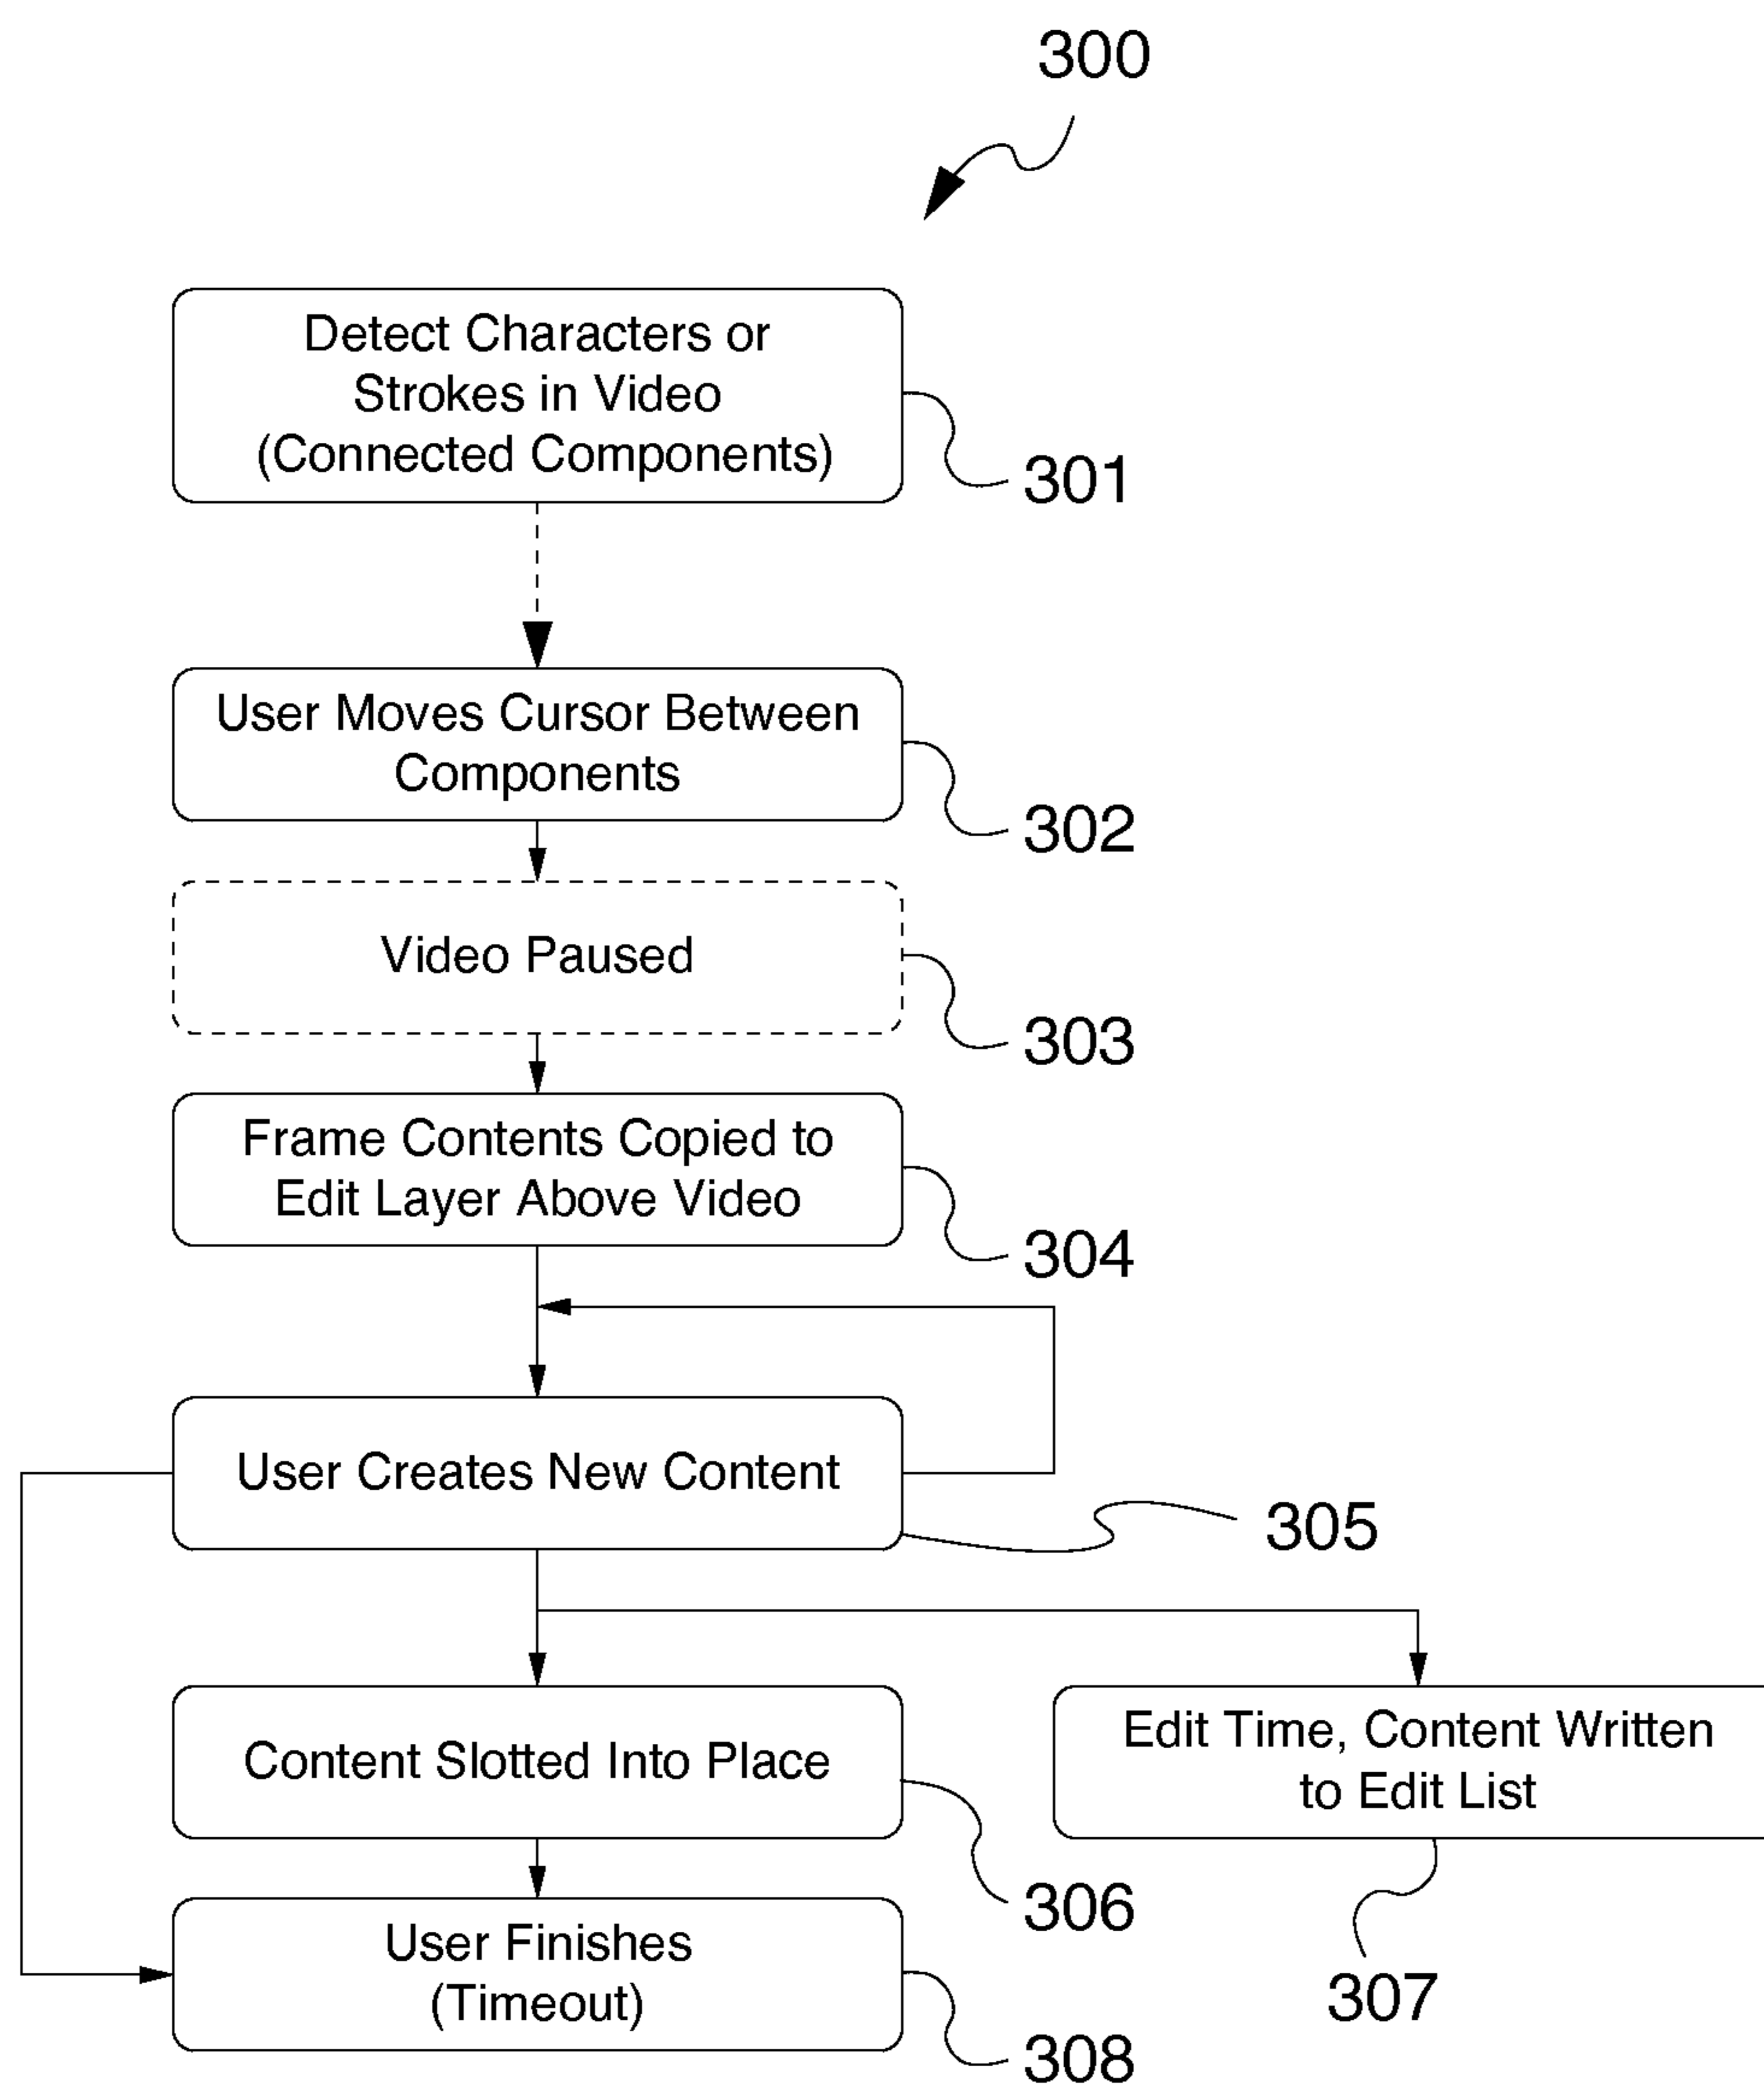 300
Detect Characters or
Strokes in Video
(Connected Components)
301
User Moves Cursor Between
Components
302
Video Paused
303
Frame Contents Copied to
Edit Layer Above Video
304
User Creates New Content
305
Content Slotted Into Place
306
Edit Time, Content Written
to Edit List
307
User Finishes
(Timeout)
308